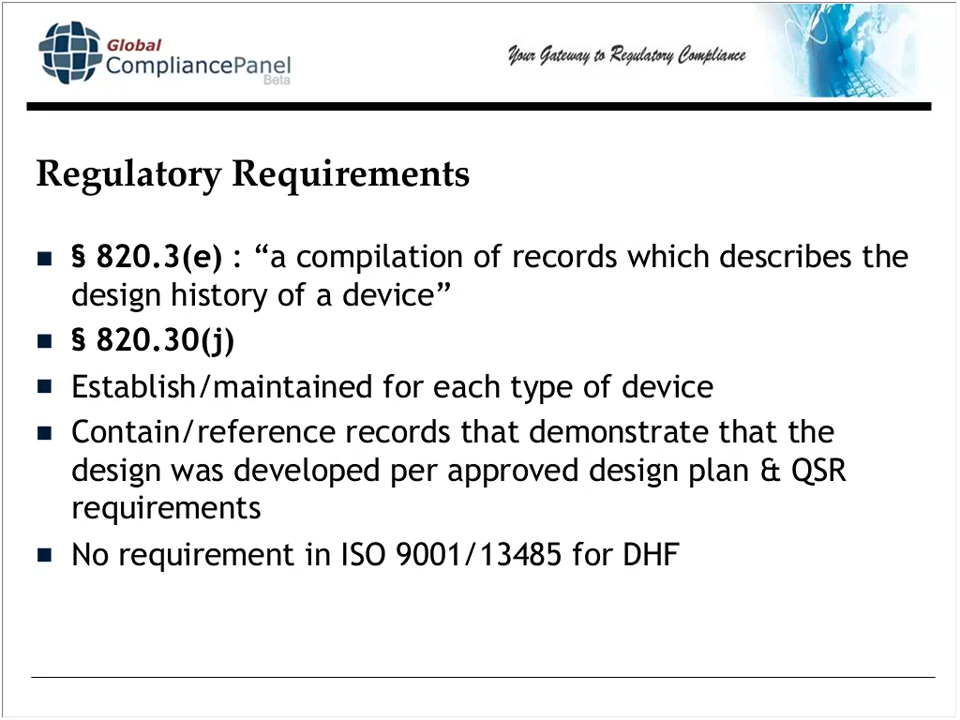 Global
CompliancePanel
Beta
Your Gateway to Regulatory Compliance
Regulatory Requirements
§ 820.3(e) : “a compilation of records which describes the
design history of a device”
§ 820.30(j)
Establish/maintained for each type of device
Contain/reference records that demonstrate that the
design was developed per approved design plan & QSR
requirements
No requirement in ISO 9001/13485 for DHF